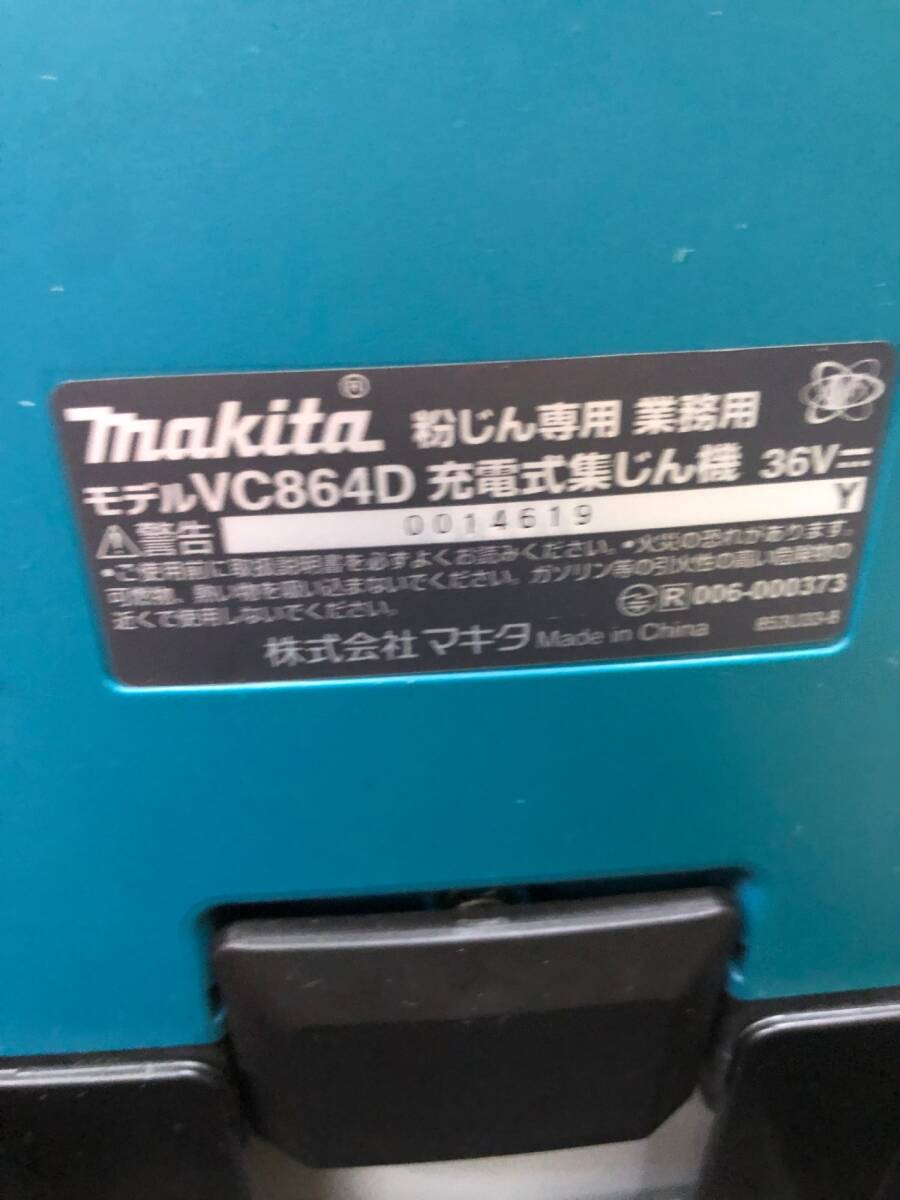 makita® 粉じん専用 業務用
モデルVC864D 充電式集じん機 36V
⚠警告 0014619 Y
•ご使用前に取扱説明書を必ずよくお読みください。•火災の恐れがあります。
可燃物、熱い物を吸い込まないでください。ガソリン等の引火性の高い危険物の
近くで使用しないでください。
R 006-000373
株式会社マキタ Made in China